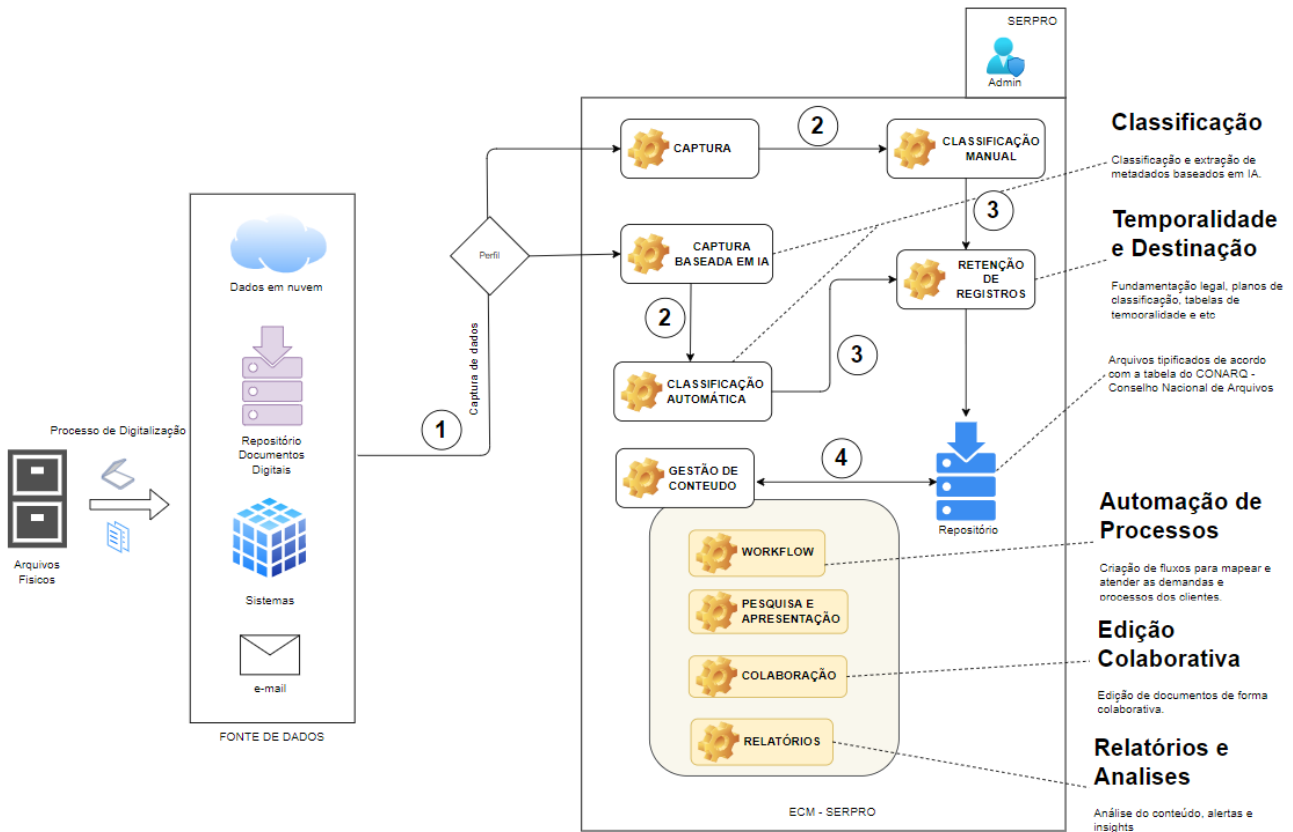 SERPRO
Admin
CAPTURA
2
CLASSIFICAÇÃO
MANUAL
Classificação
Classificação e extração de
metadados baseados em IA.
3
Dados em nuvem
Perfil
CAPTURA
BASEADA EM IA
RETENÇÃO
DE
REGISTROS
Temporalidade
e Destinação
Fundamentação legal, planos de
classificação, tabelas de
temporalidade e etc
2
3
Captura de dados
CLASSIFICAÇÃO
AUTOMÁTICA
Arquivos tipificados de acordo
com a tabela do CONARQ -
Conselho Nacional de Arquivos
1
Processo de Digitalização
Repositório
Documentos
Digitais
Arquivos
Físicos
GESTÃO DE
CONTEUDO
4
Repositório
Sistemas
e-mail
FONTE DE DADOS
WORKFLOW
Automação de
Processos
Criação de fluxos para mapear e
atender as demandas e
processos dos clientes.
PESQUISA E
APRESENTAÇÃO
COLABORAÇÃO
Edição
Colaborativa
Edição de documentos de forma
colaborativa.
RELATÓRIOS
Relatórios e
Analises
Análise do conteúdo, alertas e
insights
ECM - SERPRO